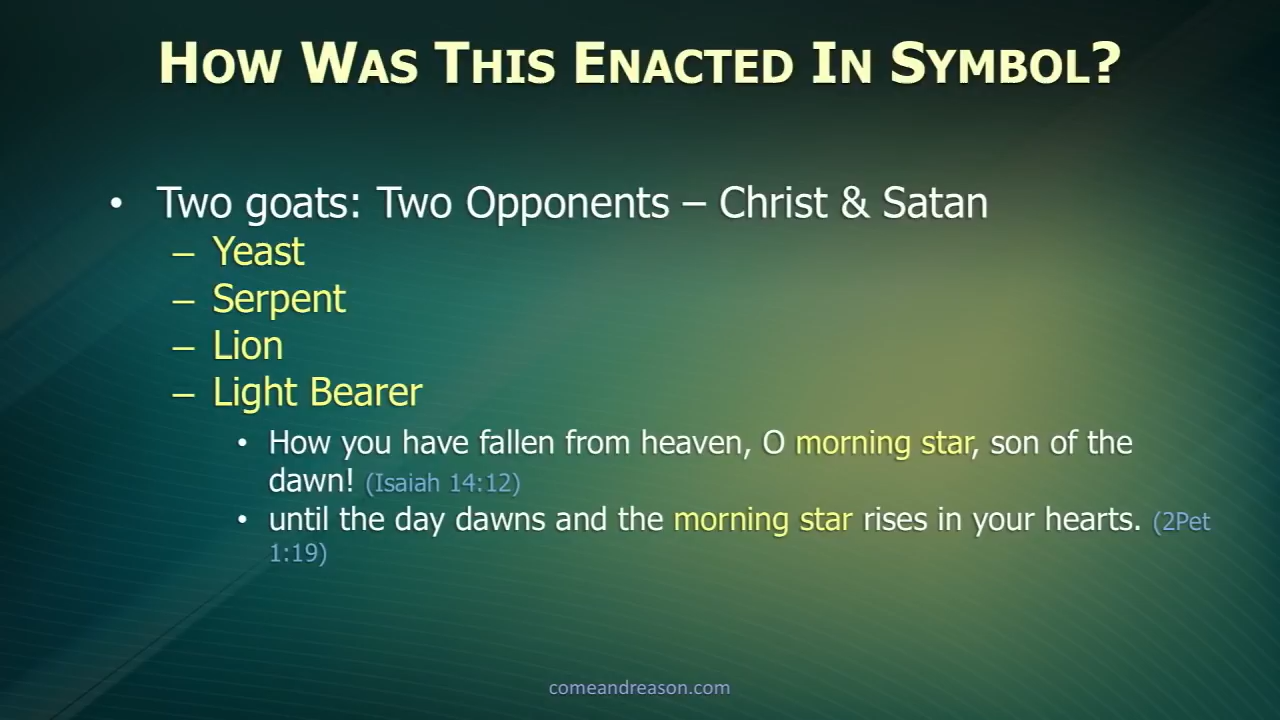 How Was This Enacted In Symbol?
• Two goats: Two Opponents – Christ & Satan
– Yeast
– Serpent
– Lion
– Light Bearer
• How you have fallen from heaven, O morning star, son of the
dawn! (Isaiah 14:12)
• until the day dawns and the morning star rises in your hearts. (2Pet
1:19)
comeandreason.com